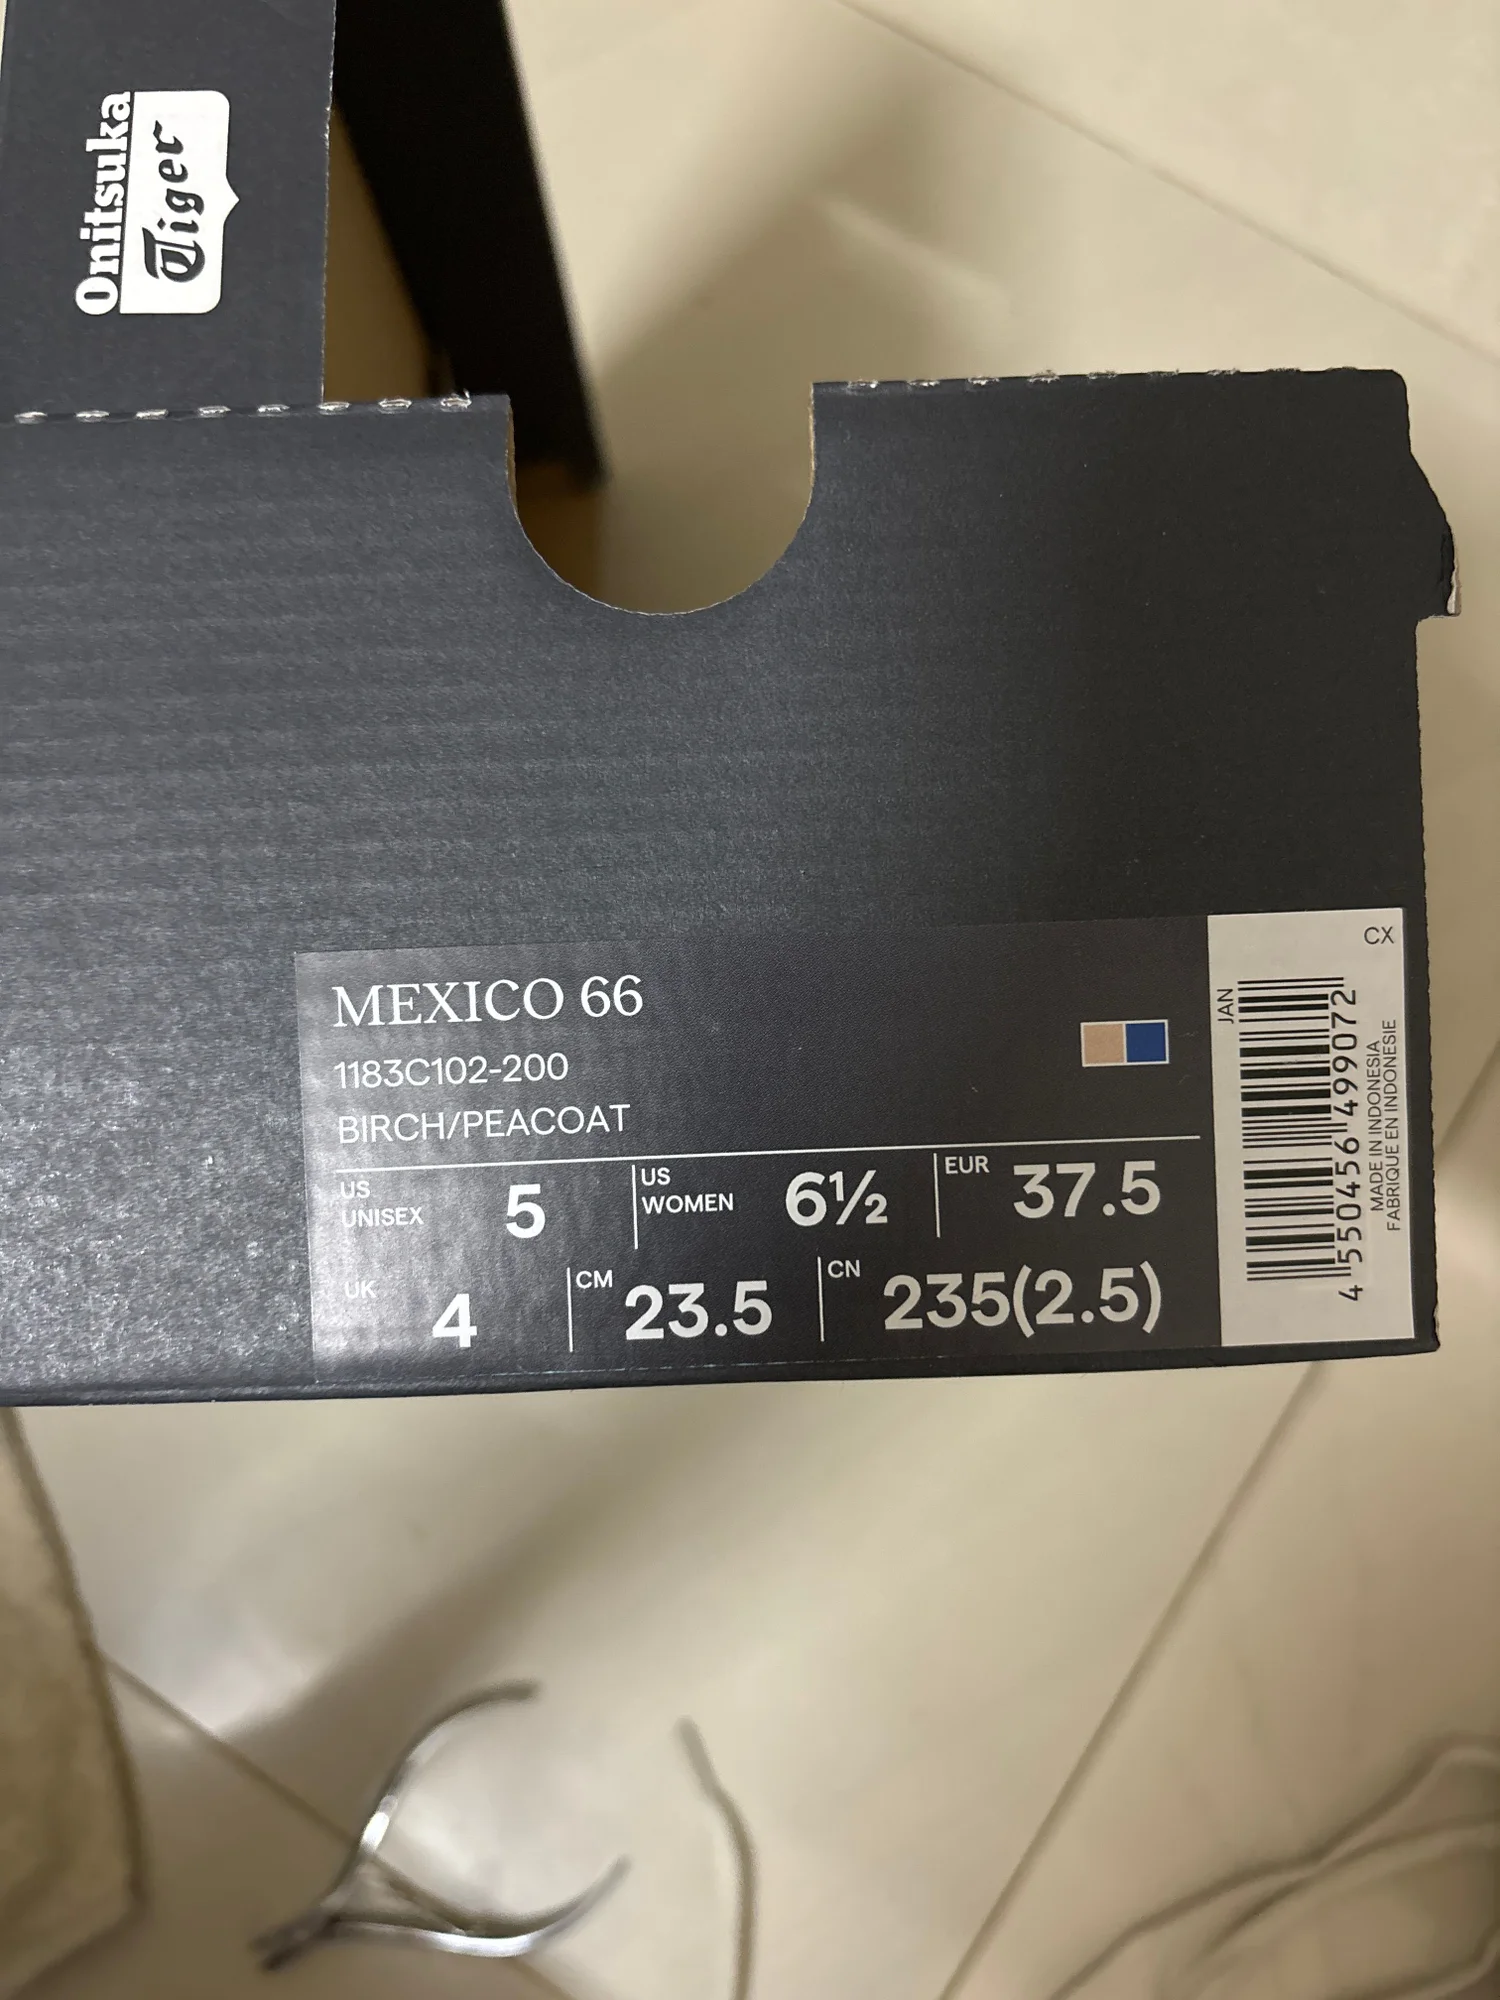 Onitsuka
Tiger
MEXICO 66
1183C102-200
BIRCH/PEACOAT
US
UNISEX
5
US
WOMEN
6½
EUR
37.5
UK
4
CM
23.5
CN
235(2.5)
CX
JAN
4 550456 499072
MADE IN INDONESIA
FABRIQUE EN INDONESIE